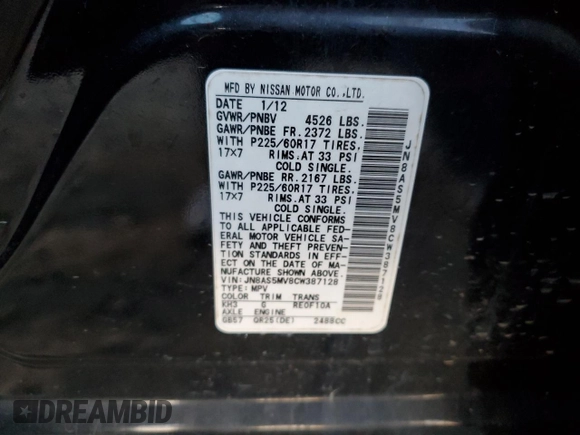 MFD BY NISSAN MOTOR CO.,LTD.
DATE 1/12
GVWR/PNBV 4526 LBS.
GAWR/PNBE FR. 2372 LBS.
WITH P225/60R17 TIRES.
17X7 RIMS.AT 33 PSI
COLD SINGLE.
GAWR/PNBE RR. 2167 LBS.
WITH P225/60R17 TIRES.
17X7 RIMS.AT 33 PSI
COLD SINGLE.
THIS VEHICLE CONFORMS
TO ALL APPLICABLE FED-
ERAL MOTOR VEHICLE SA-
FETY AND THEFT PREVEN-
TION STANDARDS IN EFF-
ECT ON THE DATE OF MA-
NUFACTURE SHOWN ABOVE.
VIN:JN8AS5MV8CW387128
TYPE: MPV
COLOR TRIM TRANS
KH3 G RE0F10A
AXLE ENGINE
GB57 QR25(DE) 2488CC
JN8AS5MV8CW387128
DREAMBID